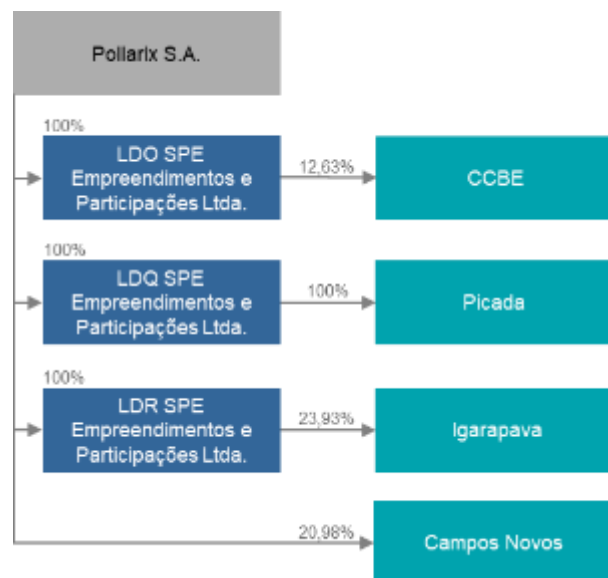 Pollarix S.A.
100%
LDO SPE
Empreendimentos e
Participações Ltda.
12,63%
CCBE
100%
LDQ SPE
Empreendimentos e
Participações Ltda.
100%
Picada
100%
LDR SPE
Empreendimentos e
Participações Ltda.
23,93%
Igarapava
20,98%
Campos Novos